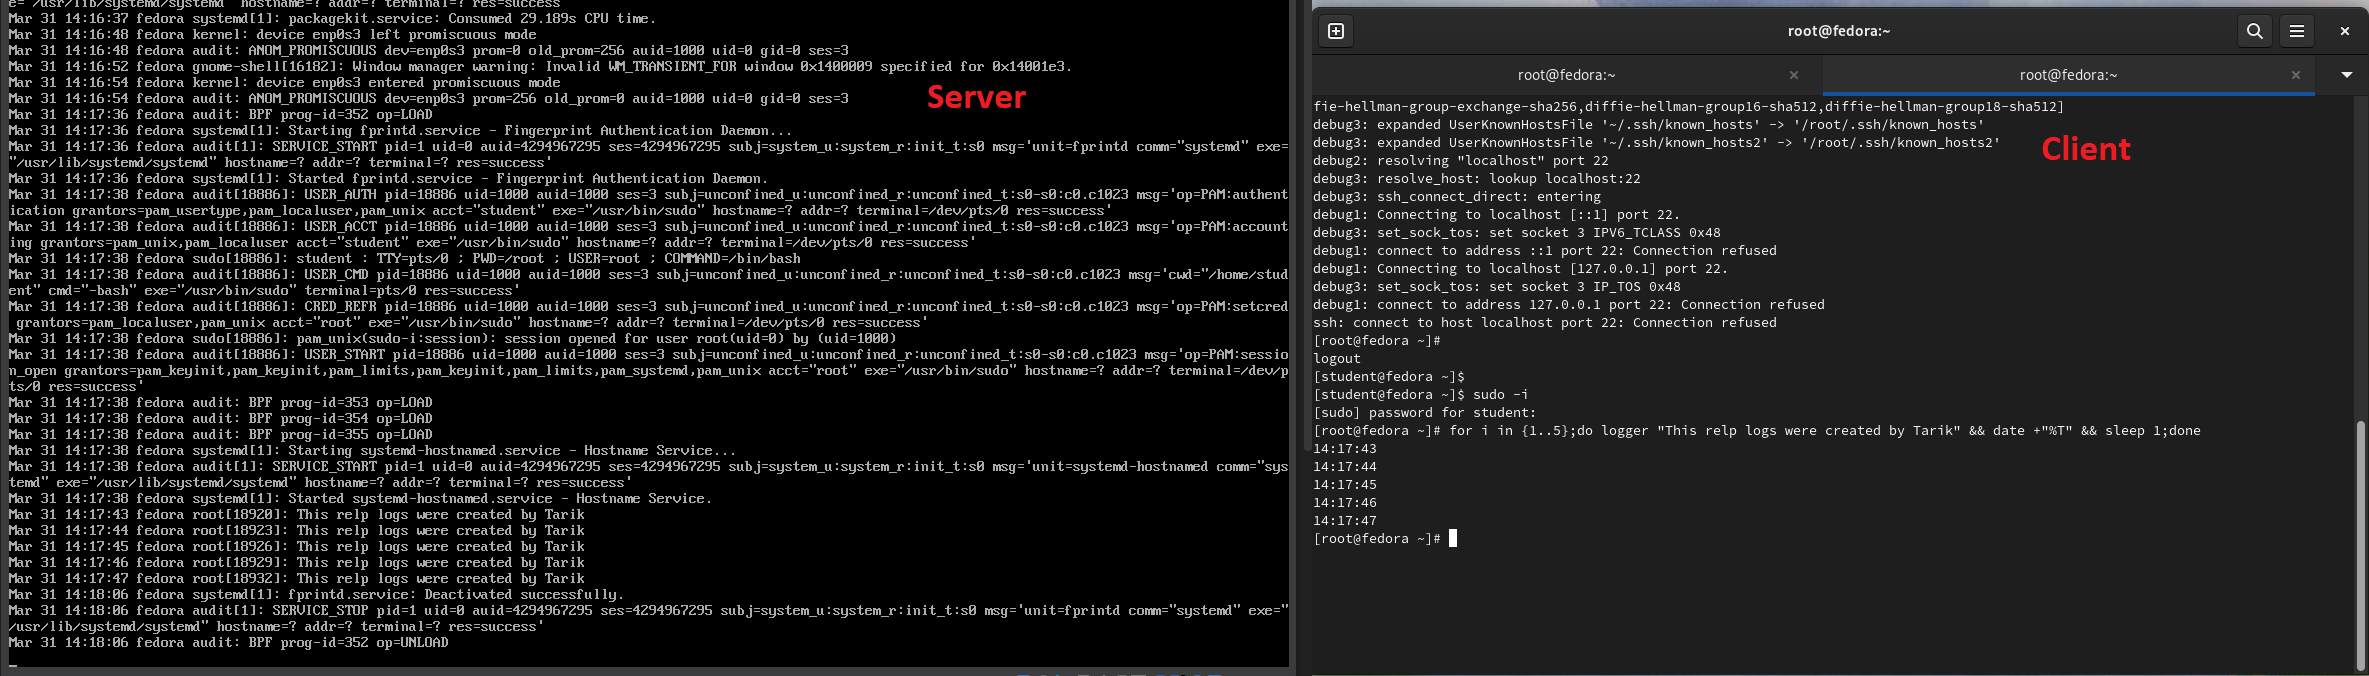 e="/usr/lib/systemd/systemd" hostname=? addr=? terminal=? res=success'
Mar 31 14:16:37 fedora systemd[1]: packagekit.service: Consumed 29.189s CPU time.
Mar 31 14:16:48 fedora kernel: device enp0s3 left promiscuous mode
Mar 31 14:16:48 fedora audit: ANOM_PROMISCUOUS dev=enp0s3 prom=0 old_prom=256 auid=1000 uid=0 gid=0 ses=3
Mar 31 14:16:52 fedora gnome-shell[16182]: Window manager warning: Invalid WM_TRANSIENT_FOR window 0x1400009 specified for 0x14001e3.
Mar 31 14:16:54 fedora kernel: device enp0s3 entered promiscuous mode
Mar 31 14:16:54 fedora audit: ANOM_PROMISCUOUS dev=enp0s3 prom=256 old_prom=0 auid=1000 uid=0 gid=0 ses=3
Server
Mar 31 14:17:36 fedora audit: BPF prog-id=352 op=LOAD
Mar 31 14:17:36 fedora systemd[1]: Starting fprintd.service - Fingerprint Authentication Daemon...
Mar 31 14:17:36 fedora audit[1]: SERVICE_START pid=1 uid=0 auid=4294967295 ses=4294967295 subj=system_u:system_r:init_t:s0 msg='unit=fprintd comm="systemd" exe=
"/usr/lib/systemd/systemd" hostname=? addr=? terminal=? res=success'
Mar 31 14:17:36 fedora systemd[1]: Started fprintd.service - Fingerprint Authentication Daemon.
Mar 31 14:17:38 fedora audit[18886]: USER_AUTH pid=18886 uid=1000 auid=1000 ses=3 subj=unconfined_u:unconfined_r:unconfined_t:s0-s0:c0.c1023 msg='op=PAM:authent
ication grantors=pam_usertype,pam_localuser,pam_unix acct="student" exe="/usr/bin/sudo" hostname=? addr=? terminal=/dev/pts/0 res=success'
Mar 31 14:17:38 fedora audit[18886]: USER_ACCT pid=18886 uid=1000 auid=1000 ses=3 subj=unconfined_u:unconfined_r:unconfined_t:s0-s0:c0.c1023 msg='op=PAM:account
ing grantors=pam_unix,pam_localuser acct="student" exe="/usr/bin/sudo" hostname=? addr=? terminal=/dev/pts/0 res=success'
Mar 31 14:17:38 fedora sudo[18886]: student : TTY=pts/0 ; PWD=/root ; USER=root ; COMMAND=/bin/bash
Mar 31 14:17:38 fedora audit[18886]: USER_CMD pid=18886 uid=1000 auid=1000 ses=3 subj=unconfined_u:unconfined_r:unconfined_t:s0-s0:c0.c1023 msg='cwd="/home/stud
ent" cmd="-bash" exe="/usr/bin/sudo" terminal=pts/0 res=success'
Mar 31 14:17:38 fedora audit[18886]: CRED_REFR pid=18886 uid=1000 auid=1000 ses=3 subj=unconfined_u:unconfined_r:unconfined_t:s0-s0:c0.c1023 msg='op=PAM:setcred
grantors=pam_localuser,pam_unix acct="root" exe="/usr/bin/sudo" hostname=? addr=? terminal=/dev/pts/0 res=success'
Mar 31 14:17:38 fedora sudo[18886]: pam_unix(sudo-i:session): session opened for user root(uid=0) by (uid=1000)
Mar 31 14:17:38 fedora audit[18886]: USER_START pid=18886 uid=1000 auid=1000 ses=3 subj=unconfined_u:unconfined_r:unconfined_t:s0-s0:c0.c1023 msg='op=PAM:sessio
n_open grantors=pam_keyinit,pam_keyinit,pam_limits,pam_keyinit,pam_limits,pam_systemd,pam_unix acct="root" exe="/usr/bin/sudo" hostname=? addr=? terminal=/dev/p
ts/0 res=success'
Mar 31 14:17:38 fedora audit: BPF prog-id=353 op=LOAD
Mar 31 14:17:38 fedora audit: BPF prog-id=354 op=LOAD
Mar 31 14:17:38 fedora audit: BPF prog-id=355 op=LOAD
Mar 31 14:17:38 fedora systemd[1]: Starting systemd-hostnamed.service - Hostname Service...
Mar 31 14:17:38 fedora audit[1]: SERVICE_START pid=1 uid=0 auid=4294967295 ses=4294967295 subj=system_u:system_r:init_t:s0 msg='unit=systemd-hostnamed comm="sys
temd" exe="/usr/lib/systemd/systemd" hostname=? addr=? terminal=? res=success'
Mar 31 14:17:38 fedora systemd[1]: Started systemd-hostnamed.service - Hostname Service.
Mar 31 14:17:43 fedora root[18920]: This relp logs were created by Tarik
Mar 31 14:17:44 fedora root[18923]: This relp logs were created by Tarik
Mar 31 14:17:45 fedora root[18926]: This relp logs were created by Tarik
Mar 31 14:17:46 fedora root[18929]: This relp logs were created by Tarik
Mar 31 14:17:47 fedora root[18932]: This relp logs were created by Tarik
Mar 31 14:18:06 fedora systemd[1]: fprintd.service: Deactivated successfully.
Mar 31 14:18:06 fedora audit[1]: SERVICE_STOP pid=1 uid=0 auid=4294967295 ses=4294967295 subj=system_u:system_r:init_t:s0 msg='unit=fprintd comm="systemd" exe="
/usr/lib/systemd/systemd" hostname=? addr=? terminal=? res=success'
Mar 31 14:18:06 fedora audit: BPF prog-id=352 op=UNLOAD
root@fedora:~
root@fedora:~
root@fedora:~
fie-hellman-group-exchange-sha256,diffie-hellman-group16-sha512,diffie-hellman-group18-sha512]
debug3: expanded UserKnownHostsFile '~/.ssh/known_hosts' -> '/root/.ssh/known_hosts'
debug3: expanded UserKnownHostsFile '~/.ssh/known_hosts2' -> '/root/.ssh/known_hosts2'
Client
debug2: resolving "localhost" port 22
debug3: resolve_host: lookup localhost:22
debug3: ssh_connect_direct: entering
debug1: Connecting to localhost [::1] port 22.
debug3: set_sock_tos: set socket 3 IPV6_TCLASS 0x48
debug1: connect to address ::1 port 22: Connection refused
debug1: Connecting to localhost [127.0.0.1] port 22.
debug3: set_sock_tos: set socket 3 IP_TOS 0x48
debug1: connect to address 127.0.0.1 port 22: Connection refused
ssh: connect to host localhost port 22: Connection refused
[root@fedora ~]#
logout
[student@fedora ~]$
[student@fedora ~]$ sudo -i
[sudo] password for student:
[root@fedora ~]# for i in {1..5};do logger "This relp logs were created by Tarik" && date +"%T" && sleep 1;done
14:17:43
14:17:44
14:17:45
14:17:46
14:17:47
[root@fedora ~]#